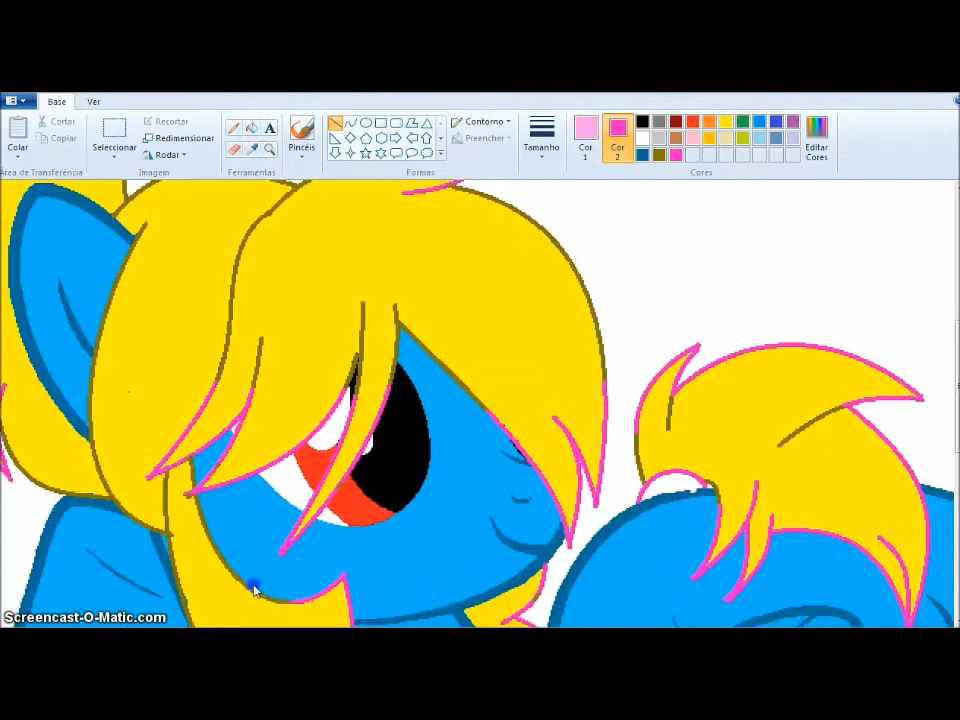 Base Ver
Cortar
Copiar
Colar
Selecionar
Recortar
Redimensionar
Rodar
Pincéis
Contorno
Preencher
Tamanho
Cor 1
Cor 2
Editar Cores
Área de Transferência Imagem Ferramentas Formas Cores
Screencast-O-Matic.com